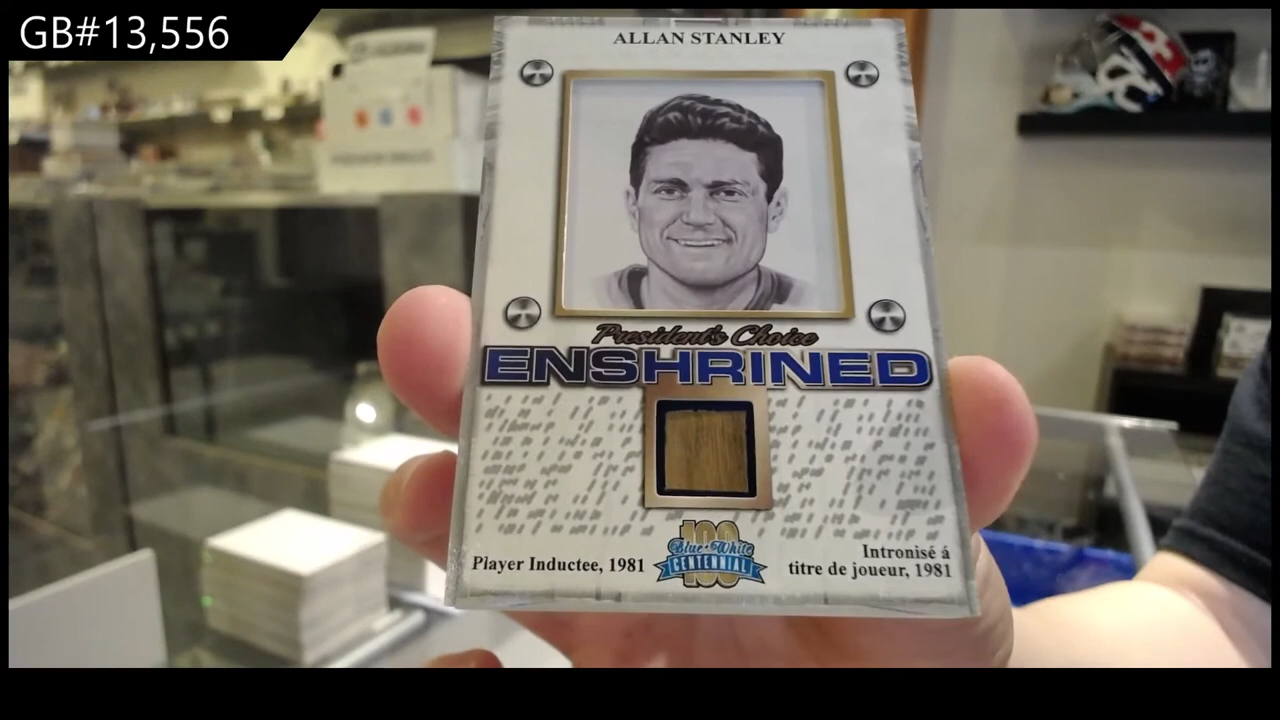 GB#13,556
ALLAN STANLEY
President's Choice
ENSHRINED
100
Blue & White
CENTENNIAL
Player Inductee, 1981
Intronisé á
titre de joueur, 1981